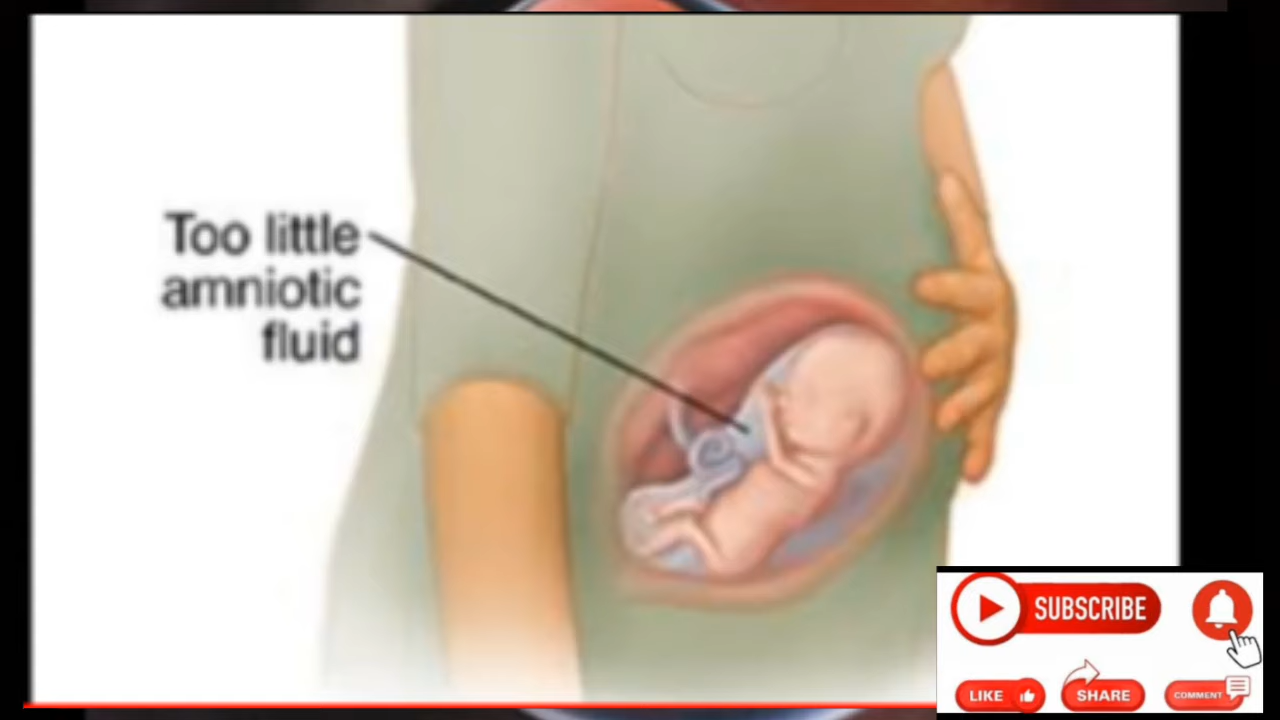 Too little
amniotic
fluid
SUBSCRIBE
LIKE
SHARE
COMMENT